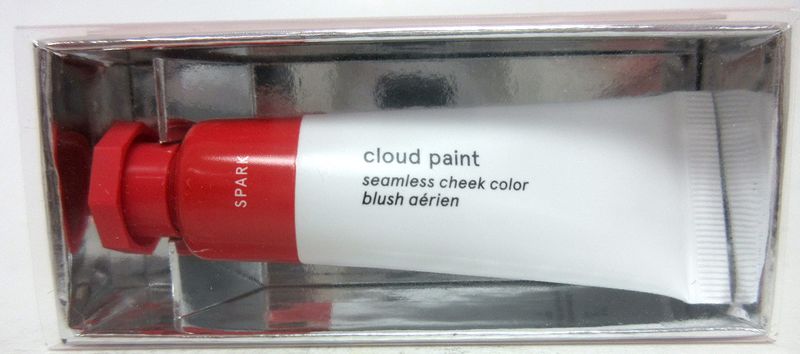 SPARK
cloud paint
seamless cheek color
blush aérien